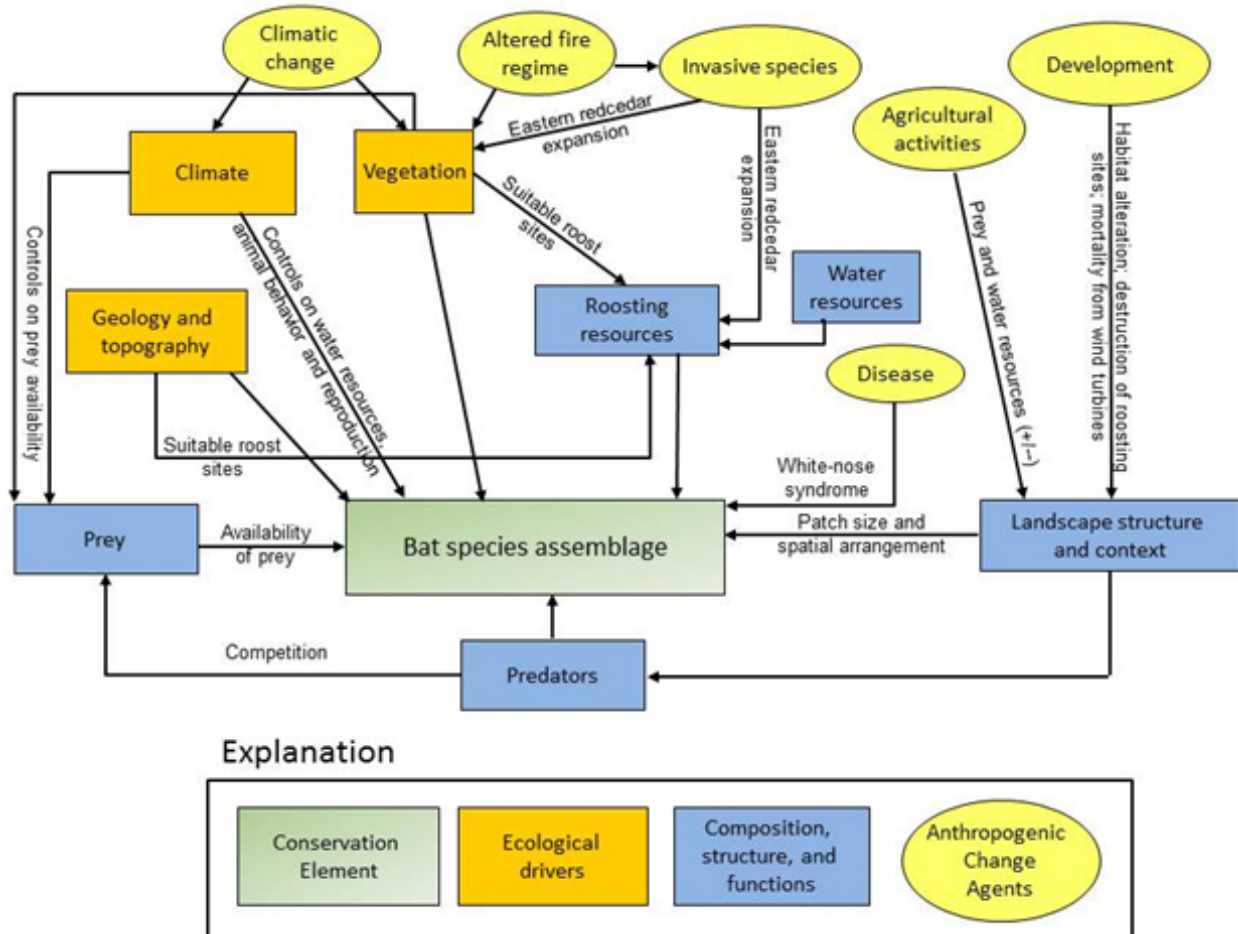 Climatic
change
Altered fire
regime
Invasive species
Development
Agricultural
activities
Eastern redcedar
expansion
Eastern redcedar
expansion
Climate
Vegetation
Suitable roost
sites
Habitat alteration; destruction of roosting
sites; mortality from wind turbines
Prey and water resources (+/–)
Controls on prey availability
Controls on water resources,
animal behavior and reproduction
Geology and
topography
Roosting
resources
Water
resources
Disease
Suitable roost
sites
White-nose
syndrome
Prey
Availability
of prey
Bat species assemblage
Patch size and
spatial arrangement
Landscape structure
and context
Competition
Predators
Explanation
Conservation
Element
Ecological
drivers
Composition,
structure, and
functions
Anthropogenic
Change
Agents